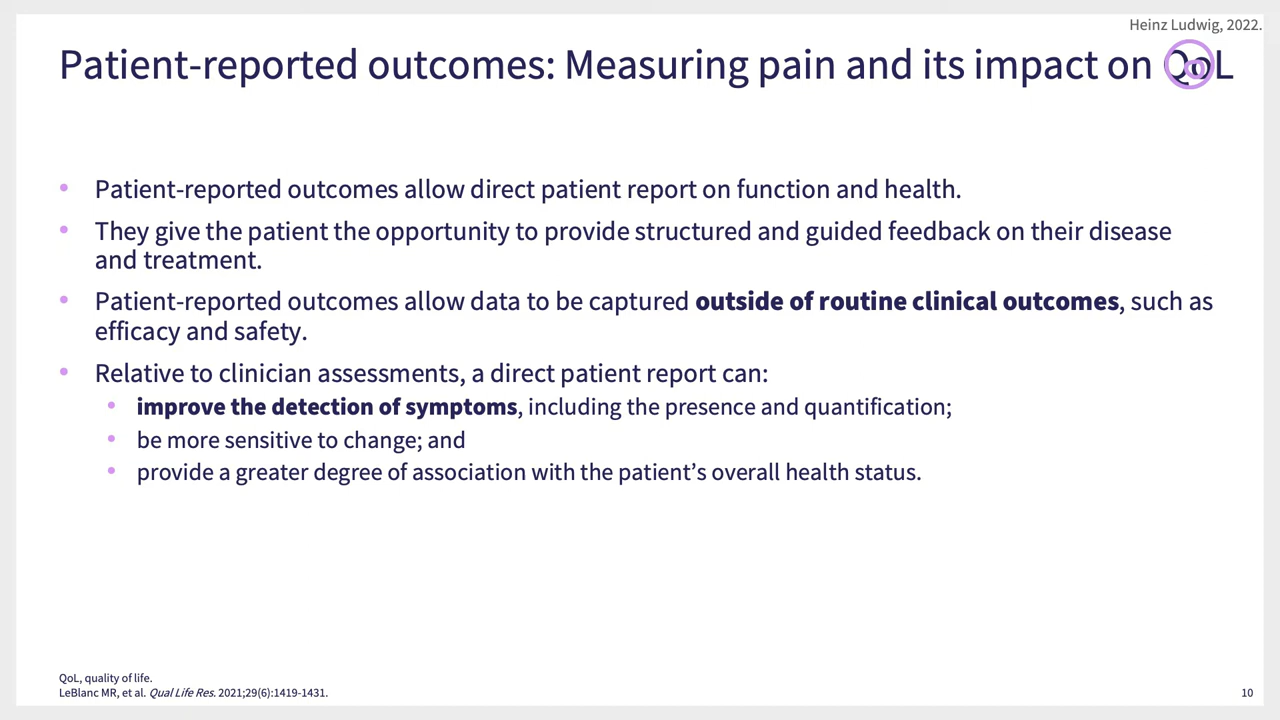 Heinz Ludwig, 2022.
Patient-reported outcomes: Measuring pain and its impact on QoL
• Patient-reported outcomes allow direct patient report on function and health.
• They give the patient the opportunity to provide structured and guided feedback on their disease
and treatment.
• Patient-reported outcomes allow data to be captured outside of routine clinical outcomes, such as
efficacy and safety.
• Relative to clinician assessments, a direct patient report can:
• improve the detection of symptoms, including the presence and quantification;
• be more sensitive to change; and
• provide a greater degree of association with the patient’s overall health status.
QoL, quality of life.
LeBlanc MR, et al. Qual Life Res. 2021;29(6):1419-1431.
10